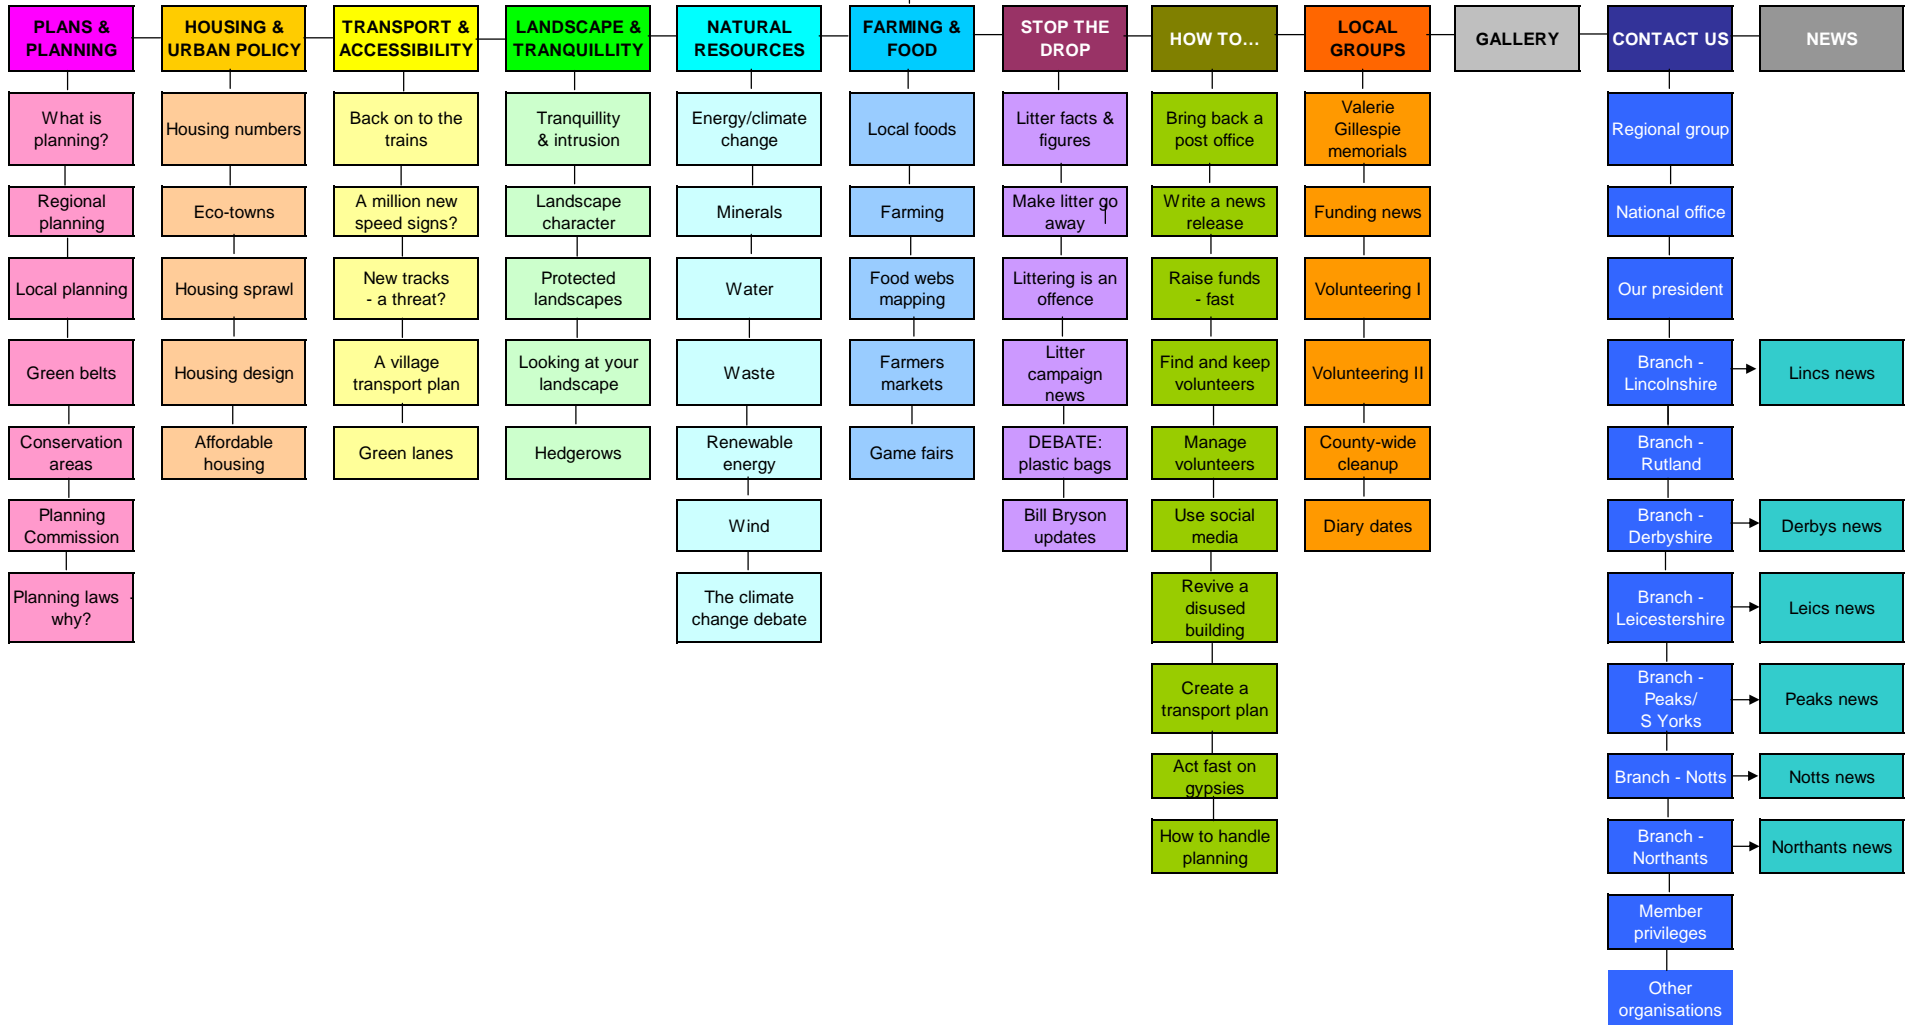 PLANS &
PLANNING
HOUSING &
URBAN POLICY
TRANSPORT &
ACCESSIBILITY
LANDSCAPE &
TRANQUILLITY
NATURAL
RESOURCES
FARMING &
FOOD
STOP THE
DROP
HOW TO...
LOCAL
GROUPS
GALLERY
CONTACT US
NEWS
What is
planning?
Regional
planning
Local planning
Green belts
Conservation
areas
Planning
Commission
Planning laws -
why?
Housing numbers
Eco-towns
Housing sprawl
Housing design
Affordable
housing
Back on to the
trains
A million new
speed signs?
New tracks
- a threat?
A village
transport plan
Green lanes
Tranquillity
& intrusion
Landscape
character
Protected
landscapes
Looking at your
landscape
Hedgerows
Energy/climate
change
Minerals
Water
Waste
Renewable
energy
Wind
The climate
change debate
Local foods
Farming
Food webs
mapping
Farmers
markets
Game fairs
Litter facts &
figures
Make litter go
away
Littering is an
offence
Litter
campaign
news
DEBATE:
plastic bags
Bill Bryson
updates
Bring back a
post office
Write a news
release
Raise funds
- fast
Find and keep
volunteers
Manage
volunteers
Use social
media
Revive a
disused
building
Create a
transport plan
Act fast on
gypsies
How to handle
planning
Valerie
Gillespie
memorials
Funding news
Volunteering I
Volunteering II
County-wide
cleanup
Diary dates
Regional group
National office
Our president
Branch -
Lincolnshire
Branch -
Rutland
Branch -
Derbyshire
Branch -
Leicestershire
Branch -
Peaks/
S Yorks
Branch - Notts
Branch -
Northants
Member
privileges
Other
organisations
Lincs news
Derbys news
Leics news
Peaks news
Notts news
Northants news